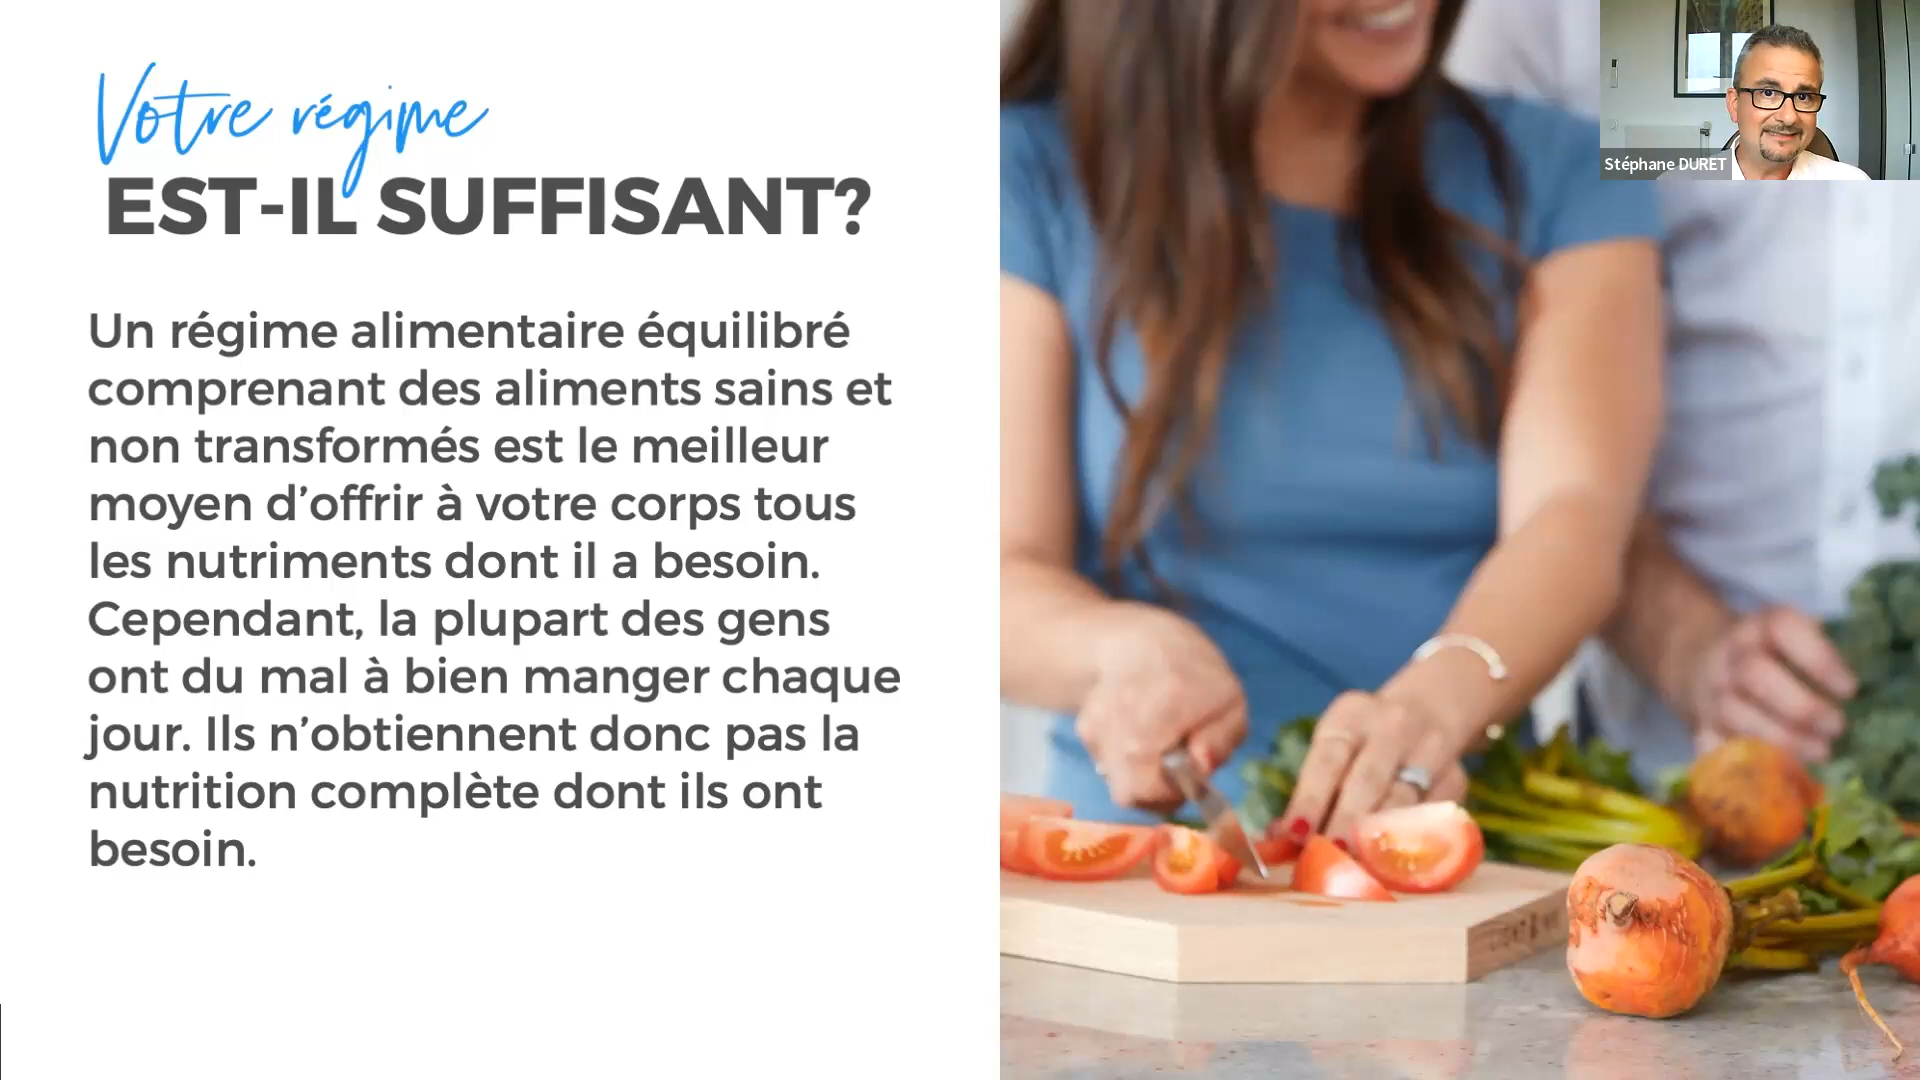 Votre régime
EST-IL SUFFISANT?
Un régime alimentaire équilibré
comprenant des aliments sains et
non transformés est le meilleur
moyen d’offrir à votre corps tous
les nutriments dont il a besoin.
Cependant, la plupart des gens
ont du mal à bien manger chaque
jour. Ils n’obtiennent donc pas la
nutrition complète dont ils ont
besoin.
Stéphane DURET